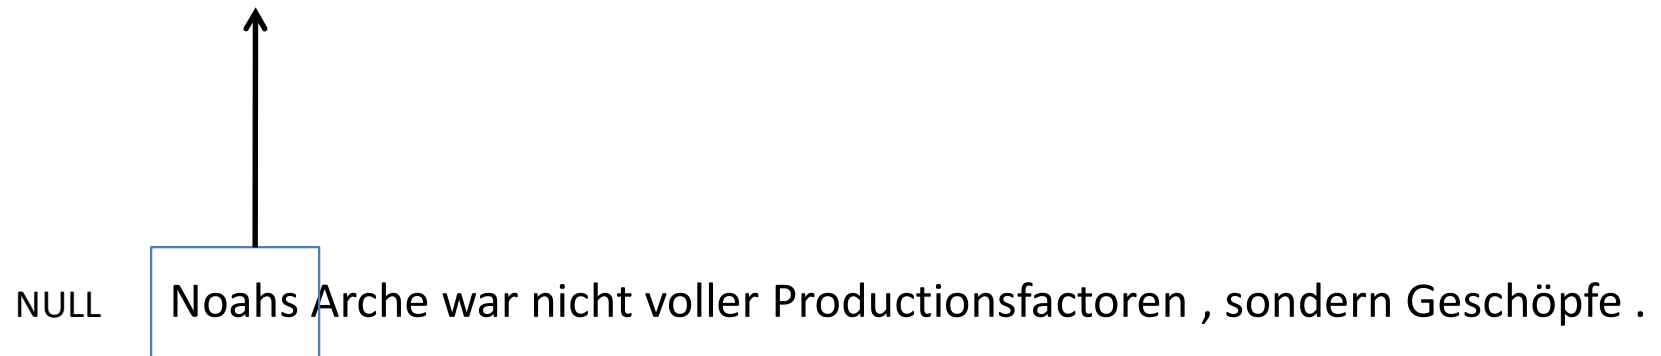 NULL Noahs Arche war nicht voller Productionsfactoren , sondern Geschöpfe .